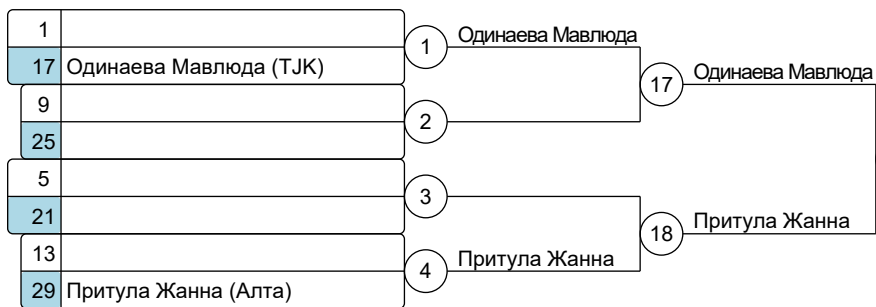 1
1 Одинаева Мавлюда
17 Одинаева Мавлюда (TJK)
17 Одинаева Мавлюда
9
2
25
5
3
21
18 Притула Жанна
13
4 Притула Жанна
29 Притула Жанна (Алта)